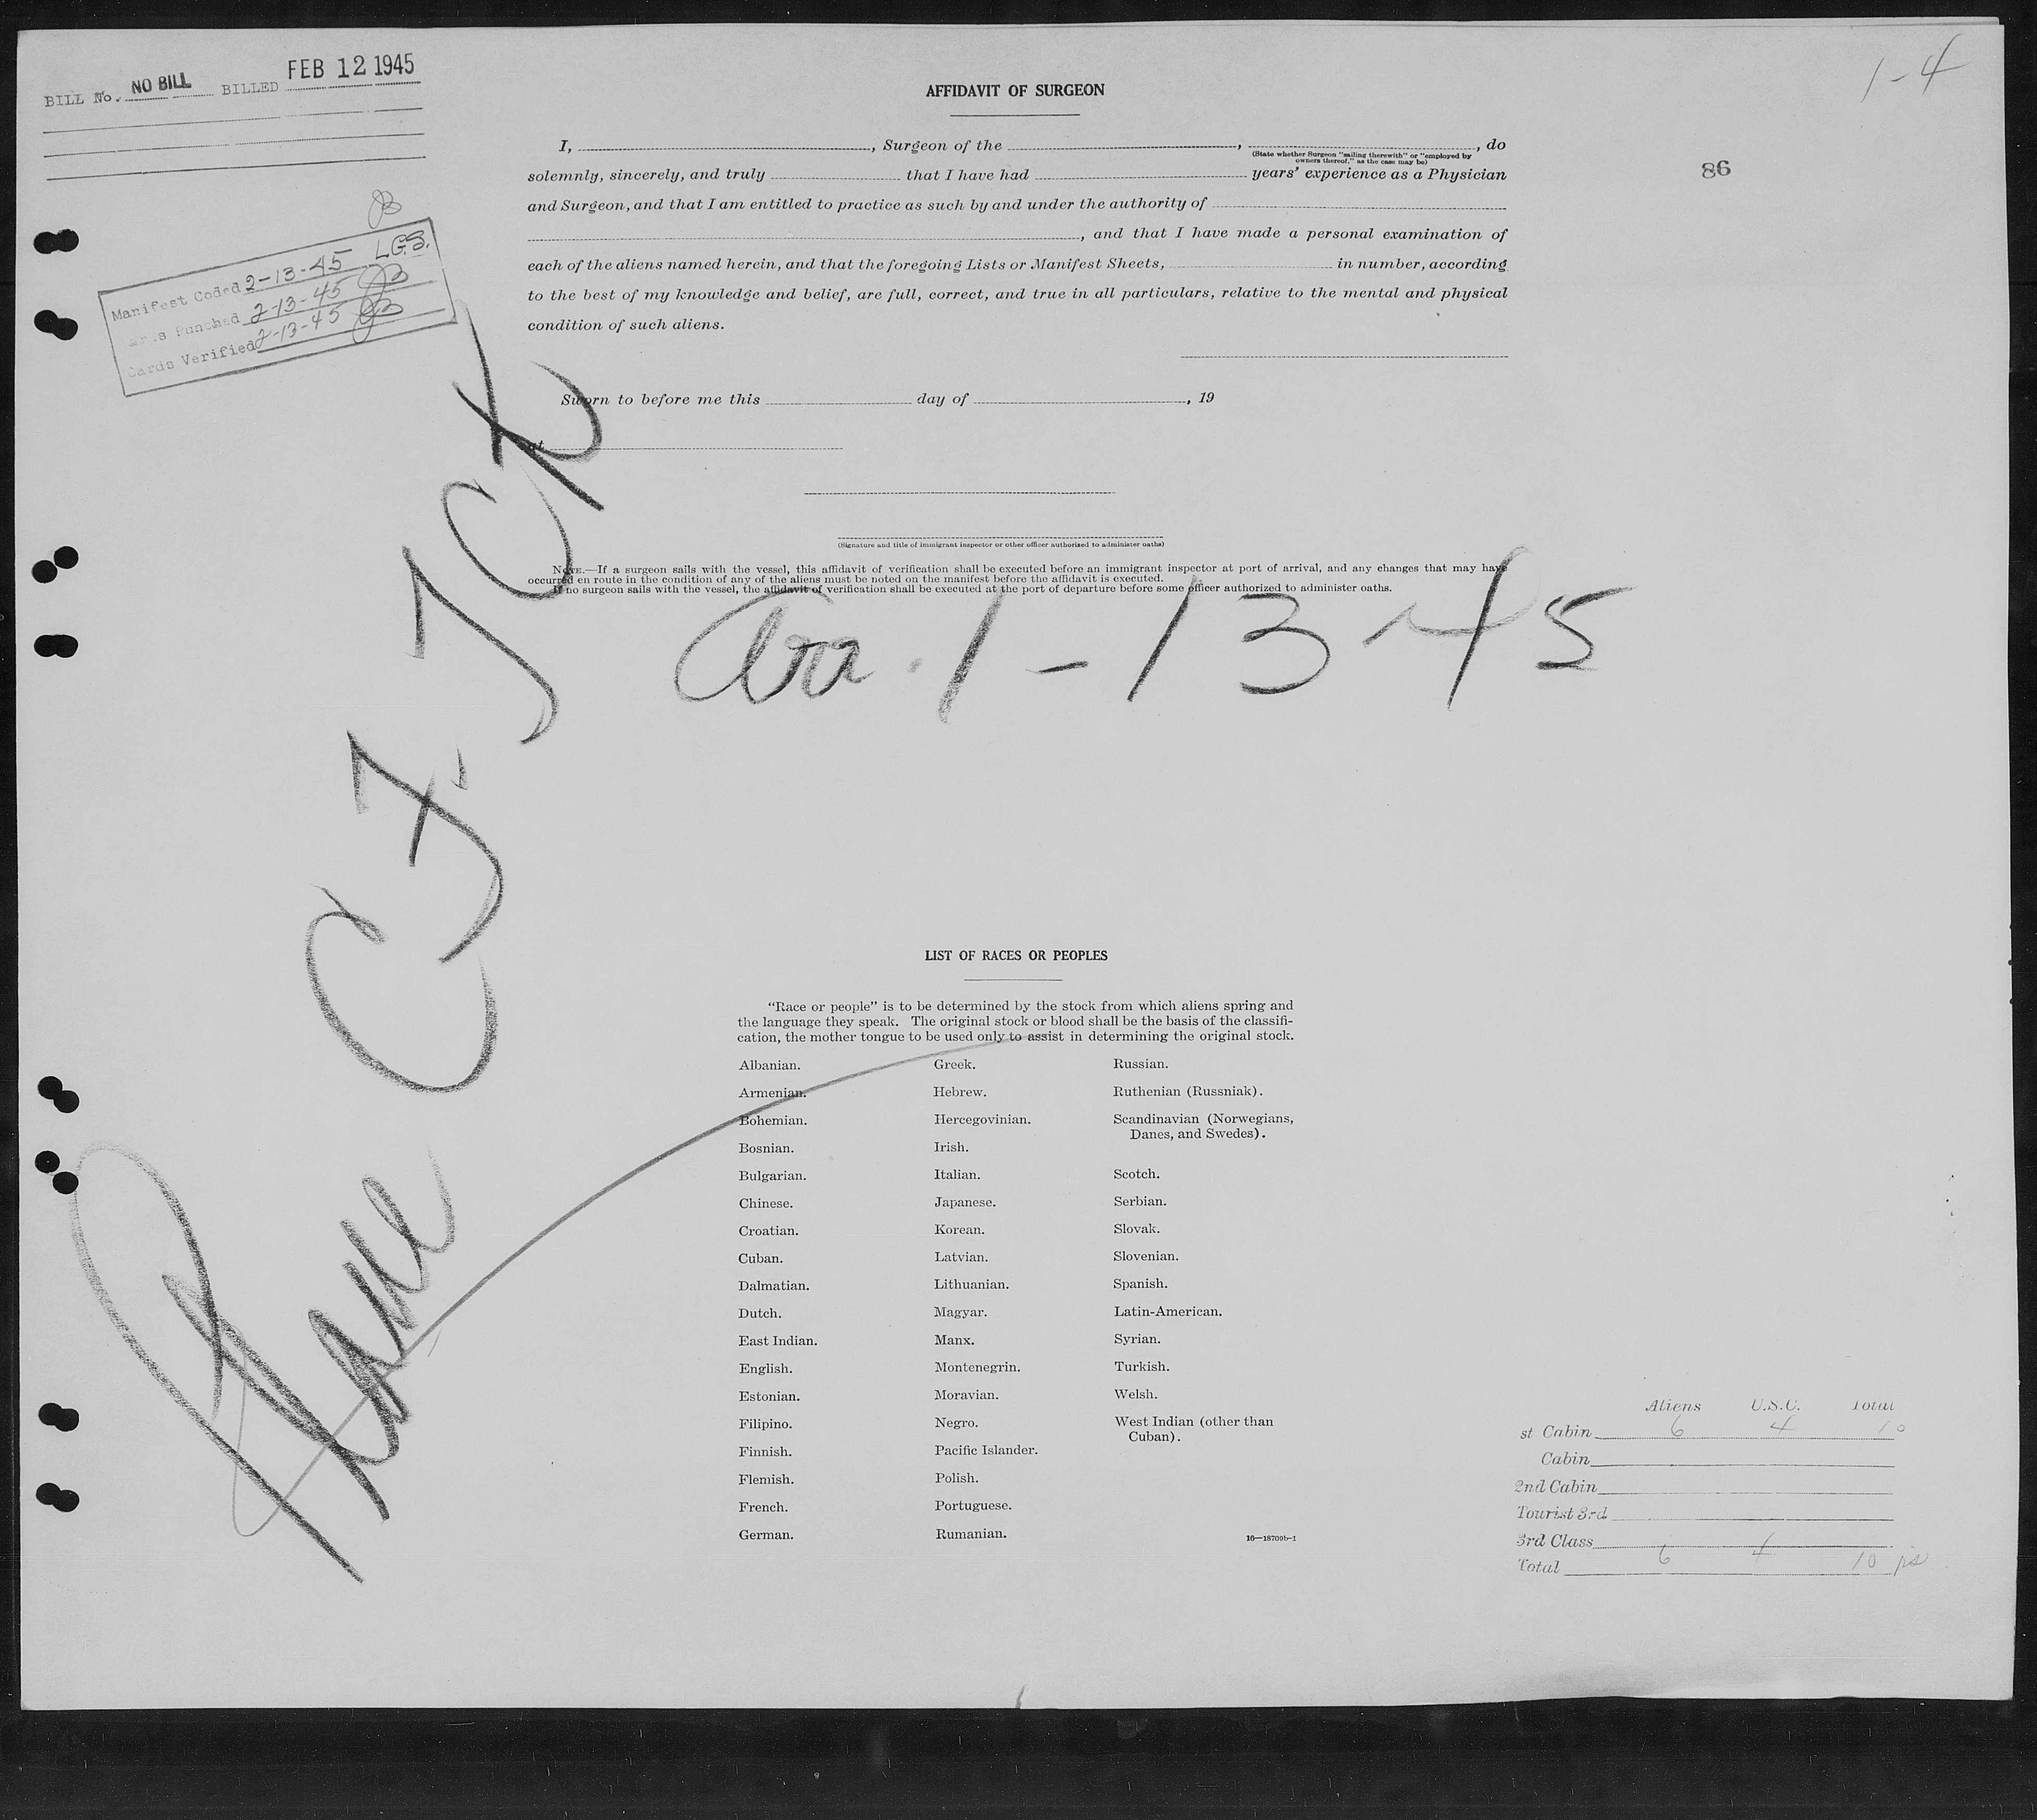 BILL No. NO BILL BILLED FEB 12 1945
1-4
86
AFFIDAVIT OF SURGEON
I, , Surgeon of the , , do
(State whether Surgeon "sailing therewith" or "employed by
owners thereof," as the case may be)
solemnly, sincerely, and truly that I have had years' experience as a Physician
and Surgeon, and that I am entitled to practice as such by and under the authority of
, and that I have made a personal examination of
each of the aliens named herein, and that the foregoing Lists or Manifest Sheets, in number, according
to the best of my knowledge and belief, are full, correct, and true in all particulars, relative to the mental and physical
condition of such aliens.
Sworn to before me this day of , 19
at
(Signature and title of immigrant inspector or other officer authorized to administer oaths)
NOTE.—If a surgeon sails with the vessel, this affidavit of verification shall be executed before an immigrant inspector at port of arrival, and any changes that may have
occurred en route in the condition of any of the aliens must be noted on the manifest before the affidavit is executed.
If no surgeon sails with the vessel, the affidavit of verification shall be executed at the port of departure before some officer authorized to administer oaths.
JB
Manifest Coded 2-13-45 LGS.
Punched 2-13-45 JB
Cards Verified 2-13-45 JB
Plane CF. TCX
Arr. 1-13-45
LIST OF RACES OR PEOPLES
"Race or people" is to be determined by the stock from which aliens spring and
the language they speak. The original stock or blood shall be the basis of the classifi-
cation, the mother tongue to be used only to assist in determining the original stock.
Albanian.
Armenian.
Bohemian.
Bosnian.
Bulgarian.
Chinese.
Croatian.
Cuban.
Dalmatian.
Dutch.
East Indian.
English.
Estonian.
Filipino.
Finnish.
Flemish.
French.
German.
Greek.
Hebrew.
Hercegovinian.
Irish.
Italian.
Japanese.
Korean.
Latvian.
Lithuanian.
Magyar.
Manx.
Montenegrin.
Moravian.
Negro.
Pacific Islander.
Polish.
Portuguese.
Rumanian.
Russian.
Ruthenian (Russniak).
Scandinavian (Norwegians,
Danes, and Swedes).
Scotch.
Serbian.
Slovak.
Slovenian.
Spanish.
Latin-American.
Syrian.
Turkish.
Welsh.
West Indian (other than
Cuban).
16—18709b-1
Aliens U.S.C. Total
st Cabin 6 4 10
Cabin
2nd Cabin
Tourist 3rd
3rd Class
Total 6 4 10